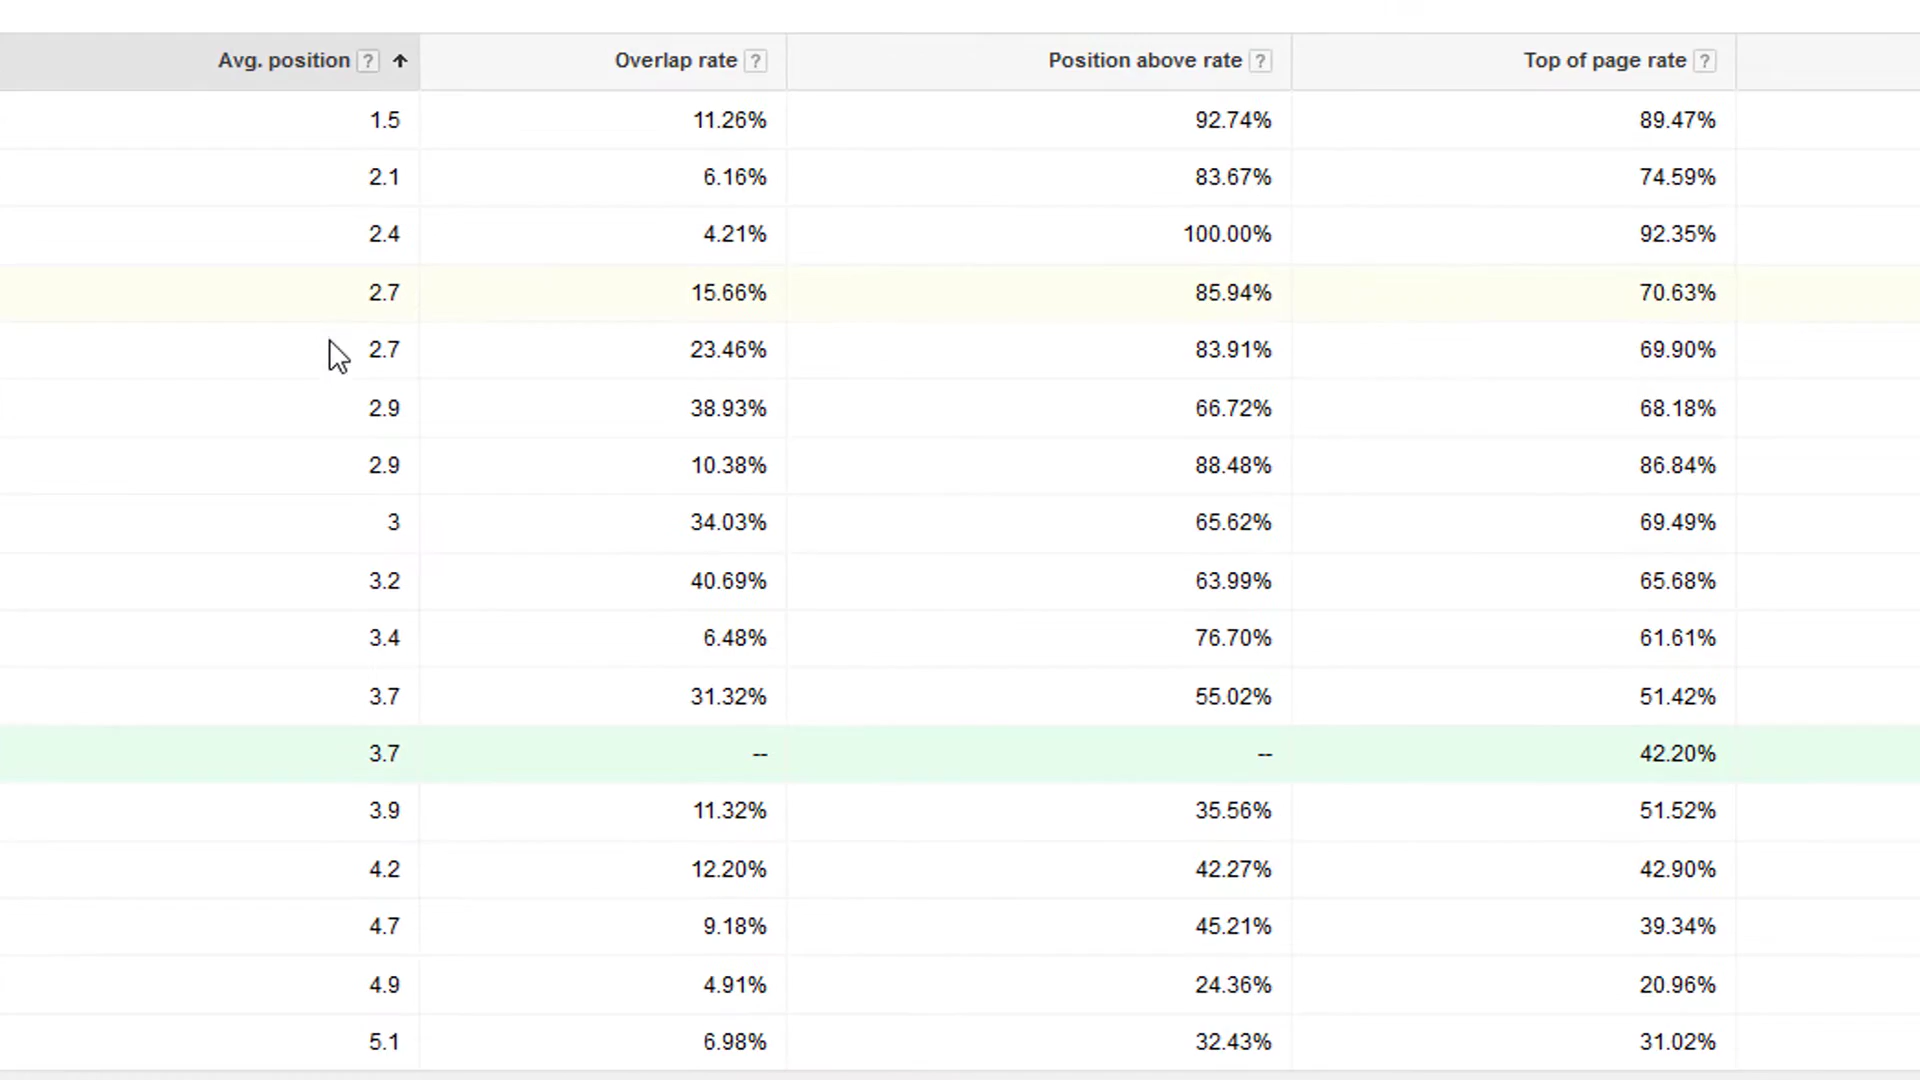 Avg. position ? ↑ Overlap rate ? Position above rate ? Top of page rate ?
1.5 11.26% 92.74% 89.47%
2.1 6.16% 83.67% 74.59%
2.4 4.21% 100.00% 92.35%
2.7 15.66% 85.94% 70.63%
2.7 23.46% 83.91% 69.90%
2.9 38.93% 66.72% 68.18%
2.9 10.38% 88.48% 86.84%
3 34.03% 65.62% 69.49%
3.2 40.69% 63.99% 65.68%
3.4 6.48% 76.70% 61.61%
3.7 31.32% 55.02% 51.42%
3.7 -- -- 42.20%
3.9 11.32% 35.56% 51.52%
4.2 12.20% 42.27% 42.90%
4.7 9.18% 45.21% 39.34%
4.9 4.91% 24.36% 20.96%
5.1 6.98% 32.43% 31.02%